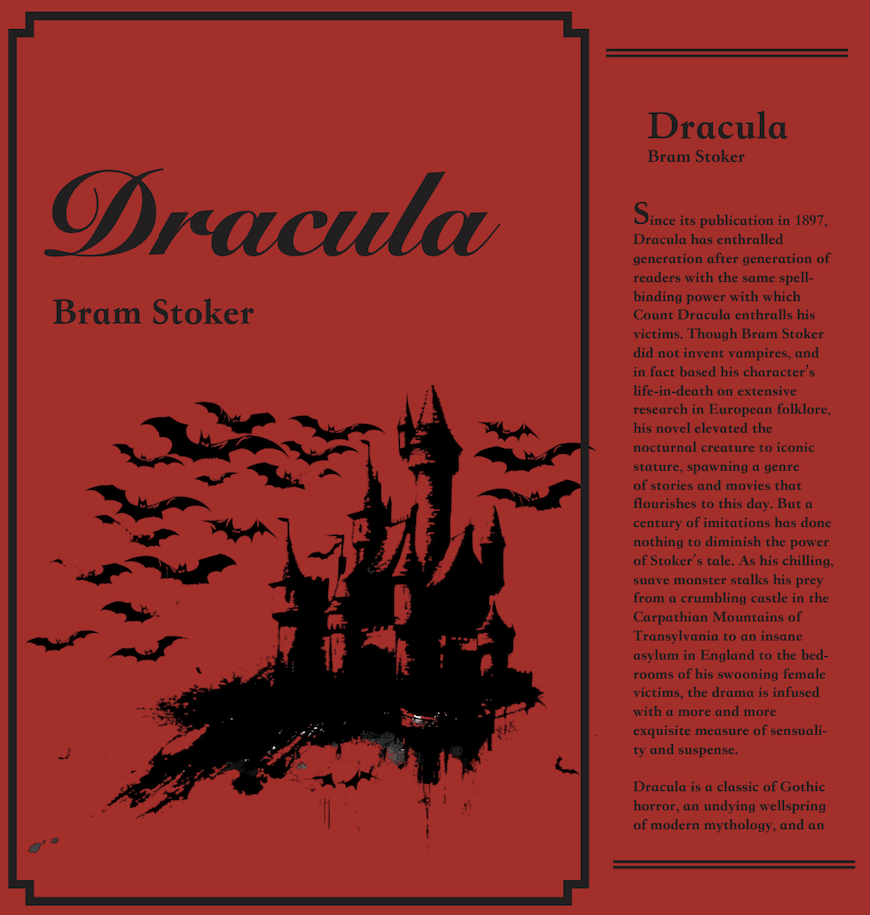 Dracula
Bram Stoker
Dracula
Bram Stoker
Since its publication in 1897,
Dracula has enthralled
generation after generation of
readers with the same spell-
binding power with which
Count Dracula enthralls his
victims. Though Bram Stoker
did not invent vampires, and
in fact based his character's
life-in-death on extensive
research in European folklore,
his novel elevated the
nocturnal creature to iconic
stature, spawning a genre
of stories and movies that
flourishes to this day. But a
century of imitations has done
nothing to diminish the power
of Stoker's tale. As his chilling,
suave monster stalks his prey
from a crumbling castle in the
Carpathian Mountains of
Transylvania to an insane
asylum in England to the bed-
rooms of his swooning female
victims, the drama is infused
with a more and more
exquisite measure of sensuali-
ty and suspense.
Dracula is a classic of Gothic
horror, an undying wellspring
of modern mythology, and an